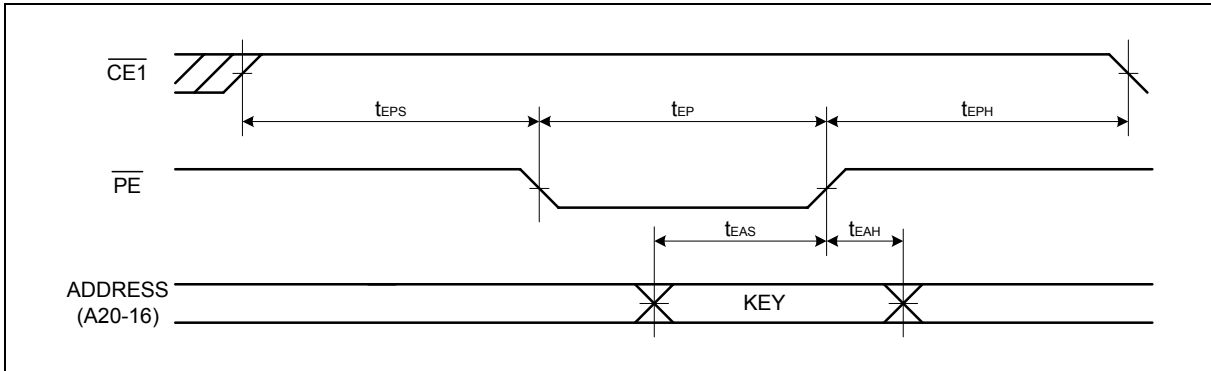 CE1
tEPS
tEP
tEPH
PE
tEAS
tEAH
ADDRESS
(A20-16)
KEY